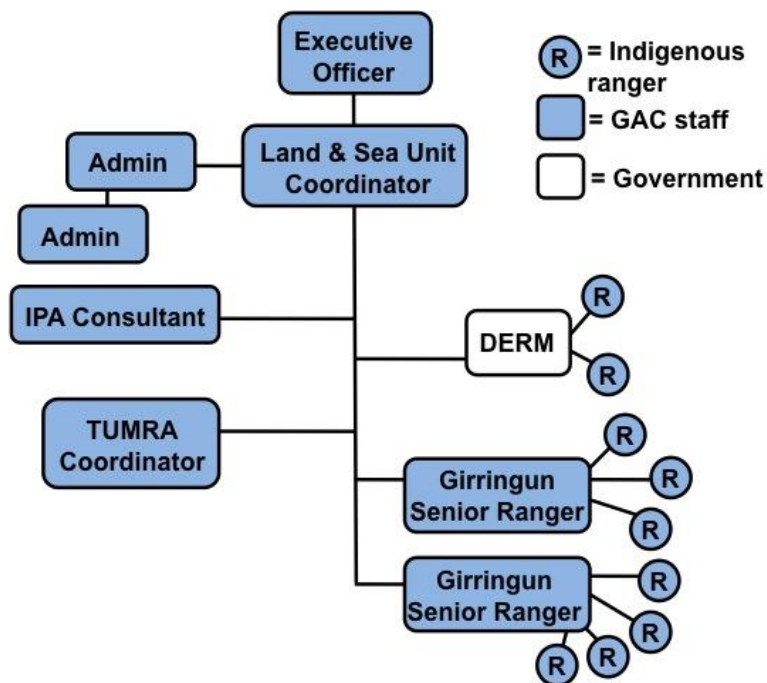 Executive
Officer
R = Indigenous
ranger
= GAC staff
= Government
Land & Sea Unit
Coordinator
Admin
Admin
IPA Consultant
DERM
R
R
TUMRA
Coordinator
Girringun
Senior Ranger
R
R
R
Girringun
Senior Ranger
R
R
R
R